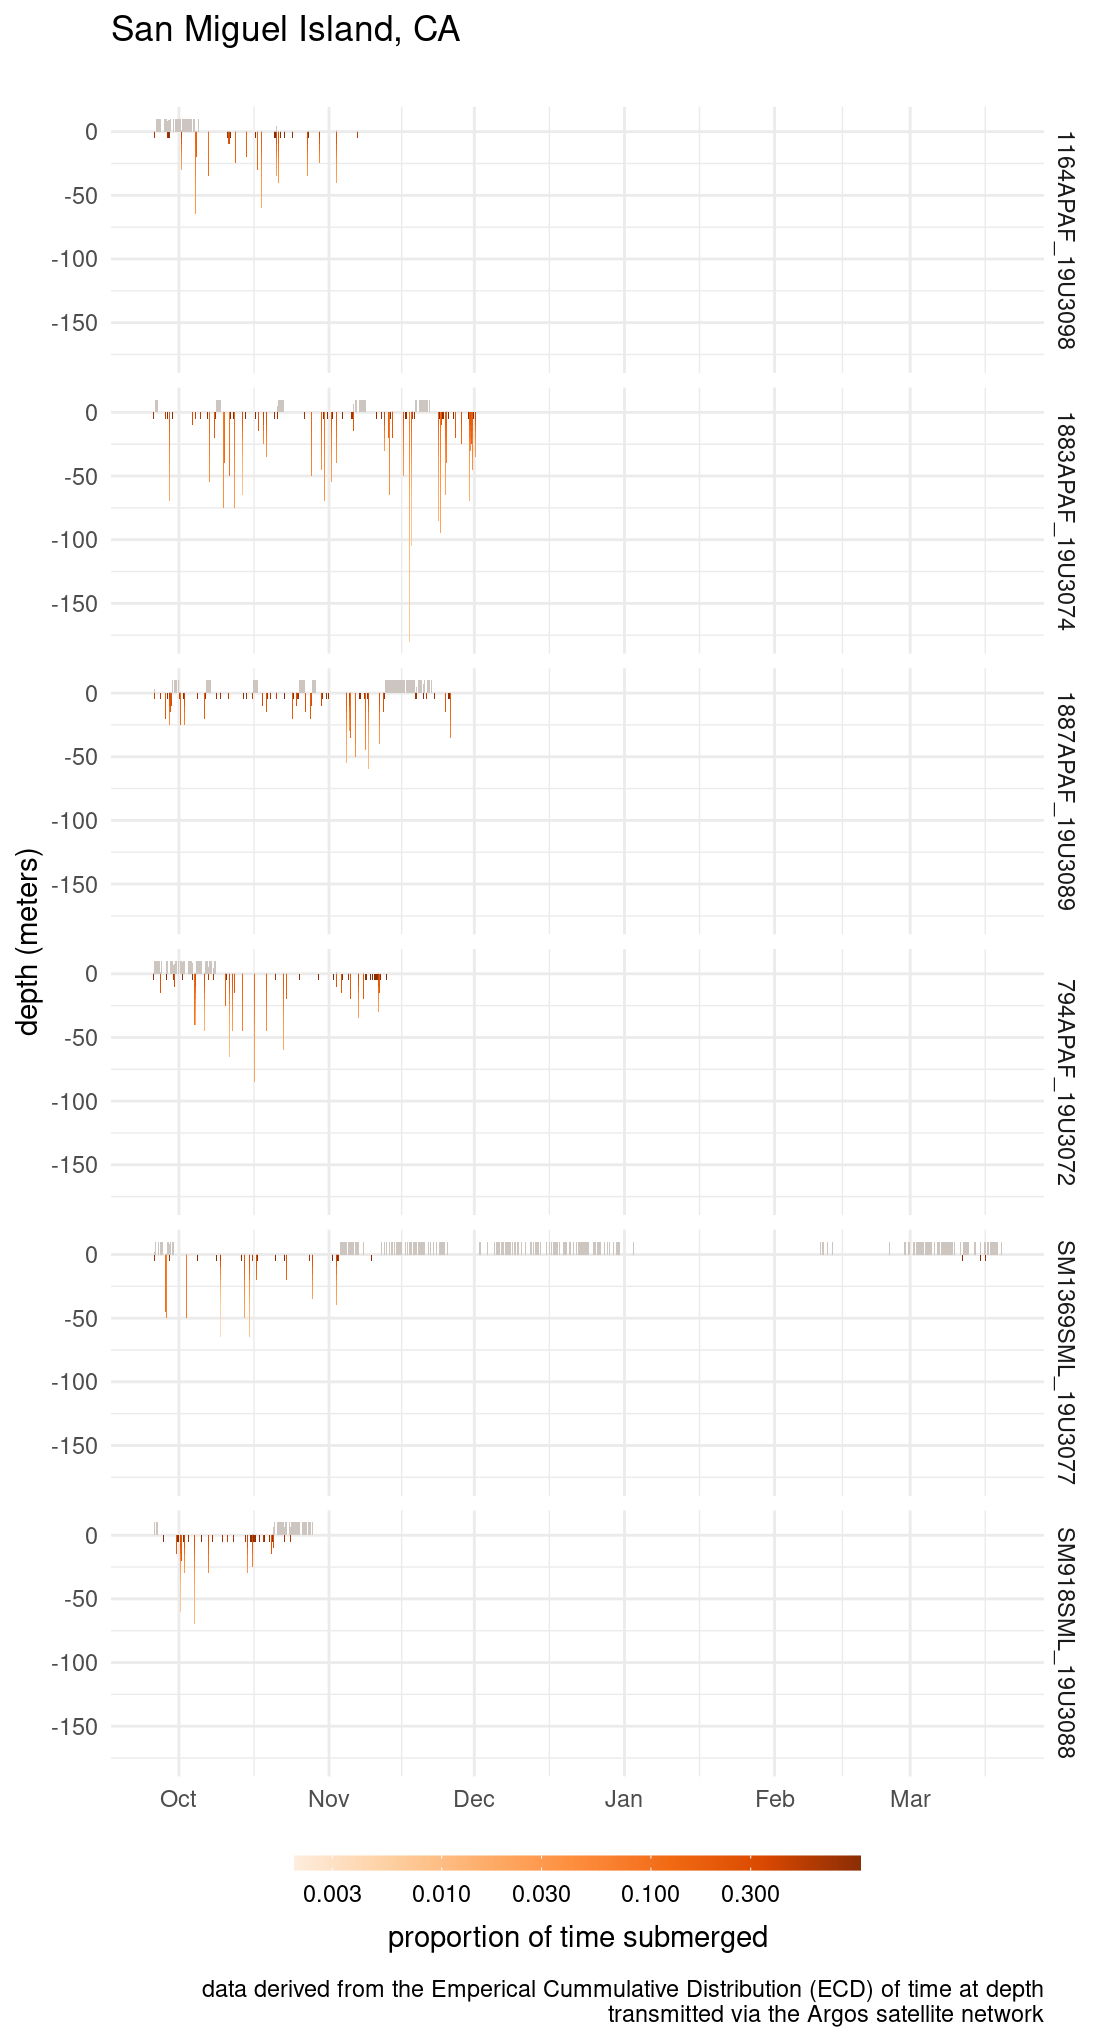 San Miguel Island, CA
0
-50
-100
-150
1164APAF_19U3098
0
-50
-100
-150
1883APAF_19U3074
0
-50
-100
-150
1887APAF_19U3089
depth (meters)
0
-50
-100
-150
794APAF_19U3072
0
-50
-100
-150
SM1369SML_19U3077
0
-50
-100
-150
SM918SML_19U3088
Oct Nov Dec Jan Feb Mar
0.003 0.010 0.030 0.100 0.300
proportion of time submerged
data derived from the Emperical Cummulative Distribution (ECD) of time at depth
transmitted via the Argos satellite network